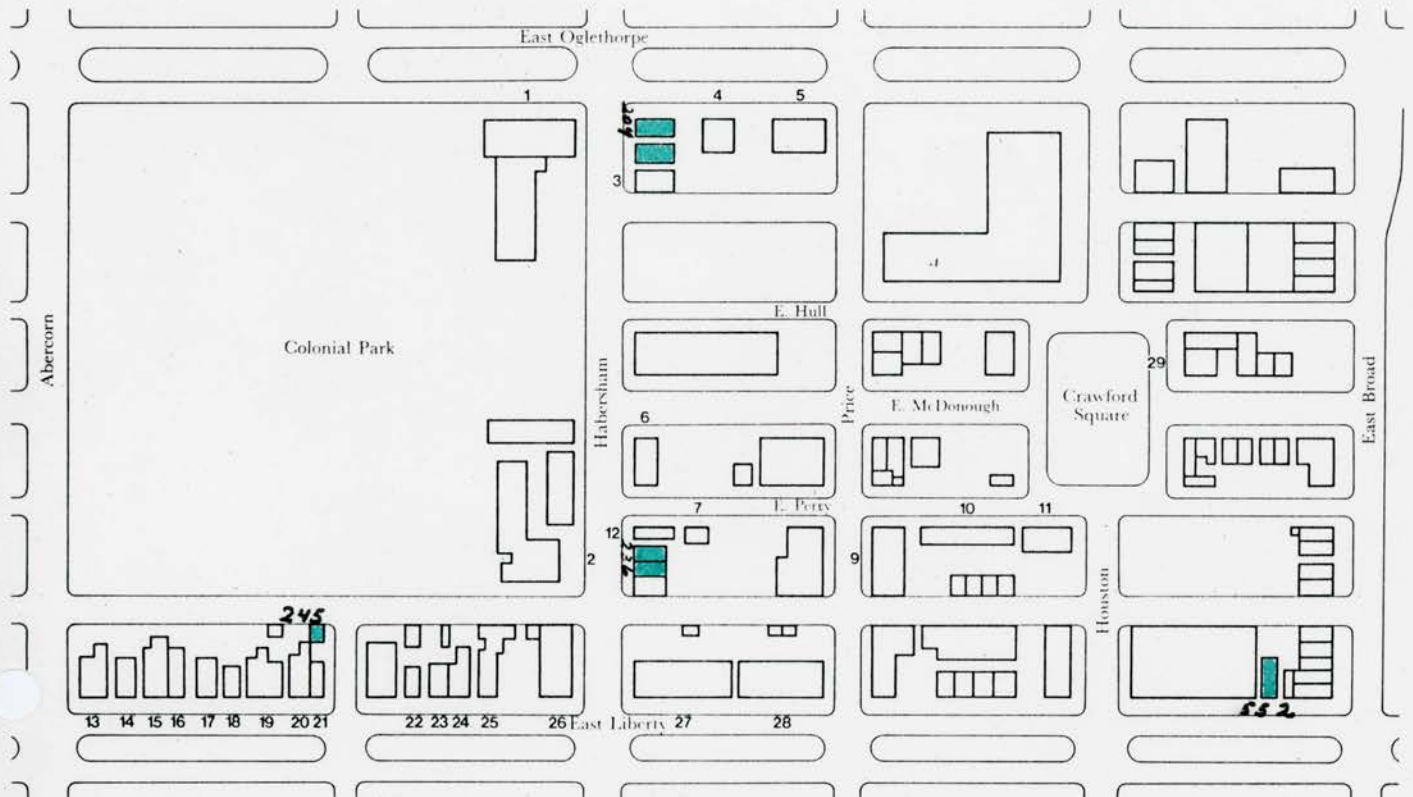 East Oglethorpe
1
204
4
5
3
E. Hull
Abercorn
Colonial Park
Habersham
Price
29
Crawford
Square
East Broad
E. McDonough
6
E. Perry
7
10
11
12
236
2
9
Houston
245
552
13 14 15 16 17 18 19 20 21 22 23 24 25 26 East Liberty 27 28